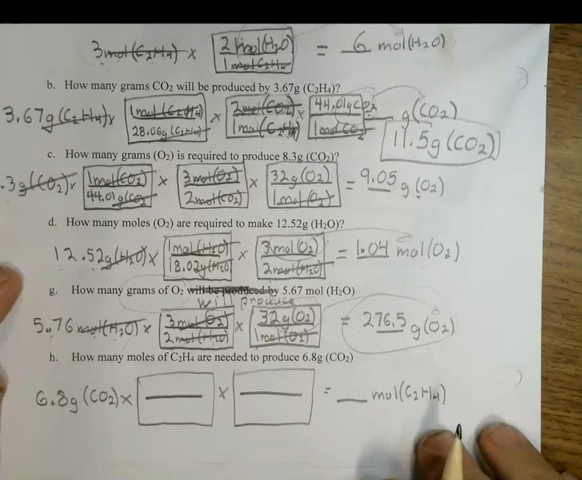 3 mol(C₂H₄) × 2 mol(H₂O) / 1 mol C₂H₄ = 6 mol(H₂O)
b. How many grams CO₂ will be produced by 3.67g (C₂H₄)?
3.67g(C₂H₄) × 1 mol(C₂H₄) / 28.06g(C₂H₄) × 2 mol(CO₂) / 1 mol(C₂H₄) × 44.01g CO₂ / 1 mol CO₂ g(CO₂)
11.5g(CO₂)
c. How many grams (O₂) is required to produce 8.3g (CO₂)?
.3g(CO₂) × 1 mol(CO₂) / 44.01g(CO₂ × 3 mol(O₂) / 2 mol(CO₂) × 32g(O₂) / 1 mol(O₂) = 9.05 g(O₂)
d. How many moles (O₂) are required to make 12.52g (H₂O)?
12.52g(H₂O) × 1 mol(H₂O) / 18.02g(H₂O) × 3 mol(O₂) / 2 mol(H₂O) = 1.04 mol(O₂)
g. How many grams of O₂ will be produced by 5.67 mol (H₂O)
will produce
5.76 mol(H₂O) × 3 mol(O₂) / 2 mol(H₂O) × 32g(O₂) / 1 mol(O₂) = 276.5 g(O₂)
h. How many moles of C₂H₄ are needed to produce 6.8g (CO₂)
6.8g(CO₂) × × = __ mol(C₂H₄)